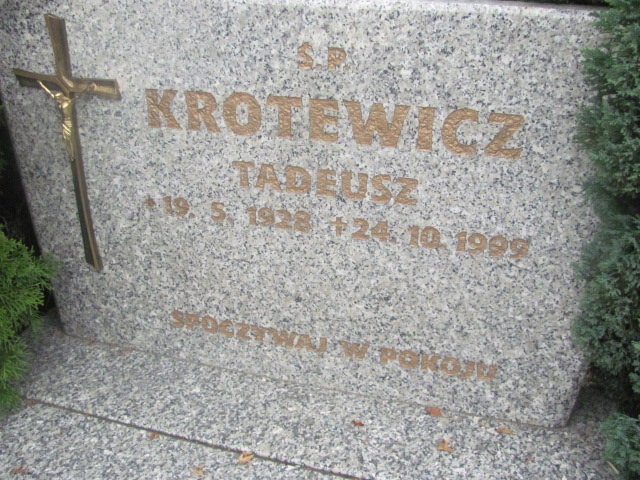 Ś.P.
KROTEWICZ
TADEUSZ
*19. 5. 1928 +24. 10. 1999
SPOCZYWAJ W POKOJU